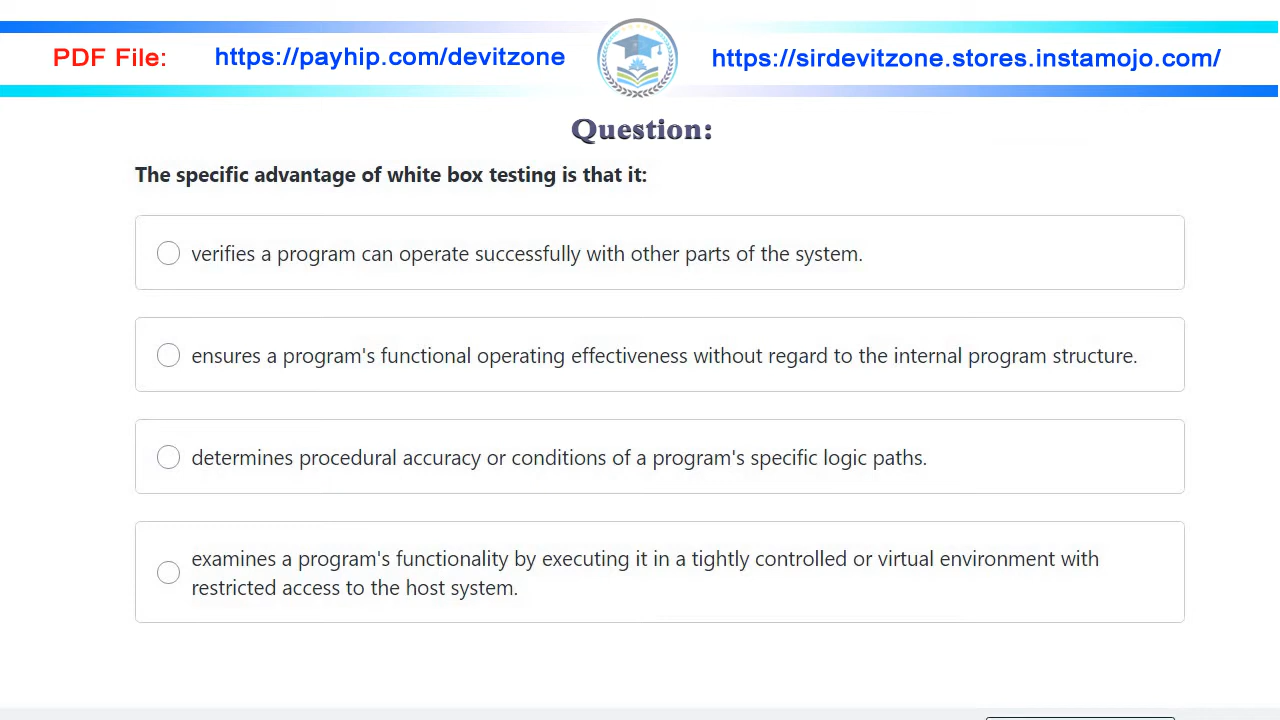 PDF File: https://payhip.com/devitzone https://sirdevitzone.stores.instamojo.com/
Question:
The specific advantage of white box testing is that it:
verifies a program can operate successfully with other parts of the system.
ensures a program's functional operating effectiveness without regard to the internal program structure.
determines procedural accuracy or conditions of a program's specific logic paths.
examines a program's functionality by executing it in a tightly controlled or virtual environment with
restricted access to the host system.